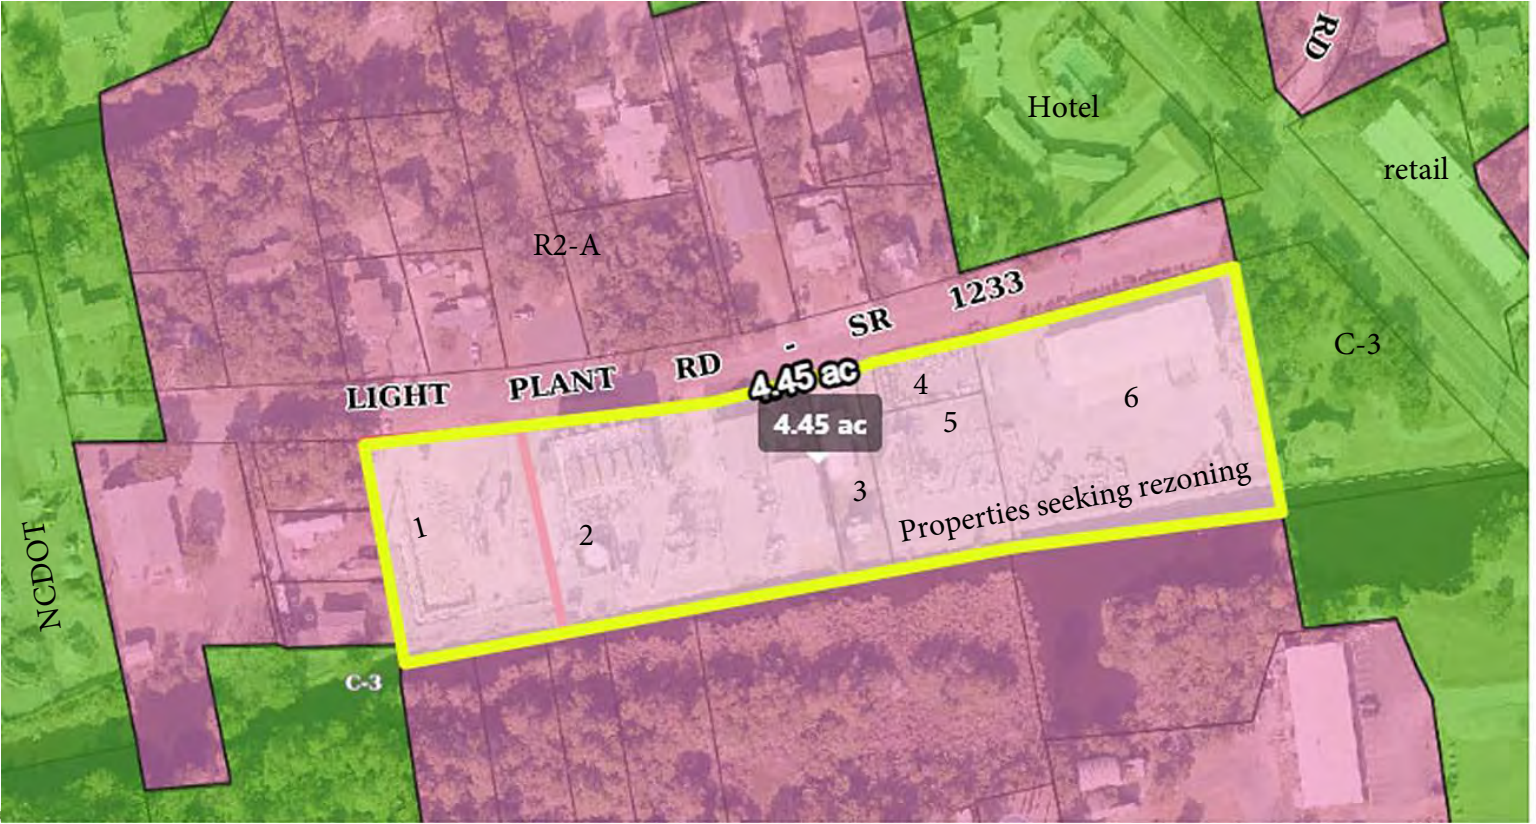 RD
Hotel
retail
R2-A
LIGHT PLANT RD - SR 1233
C-3
4.45 ac
4.45 ac
4
5
6
3
1
2
Properties seeking rezoning
NCDOT
C-3